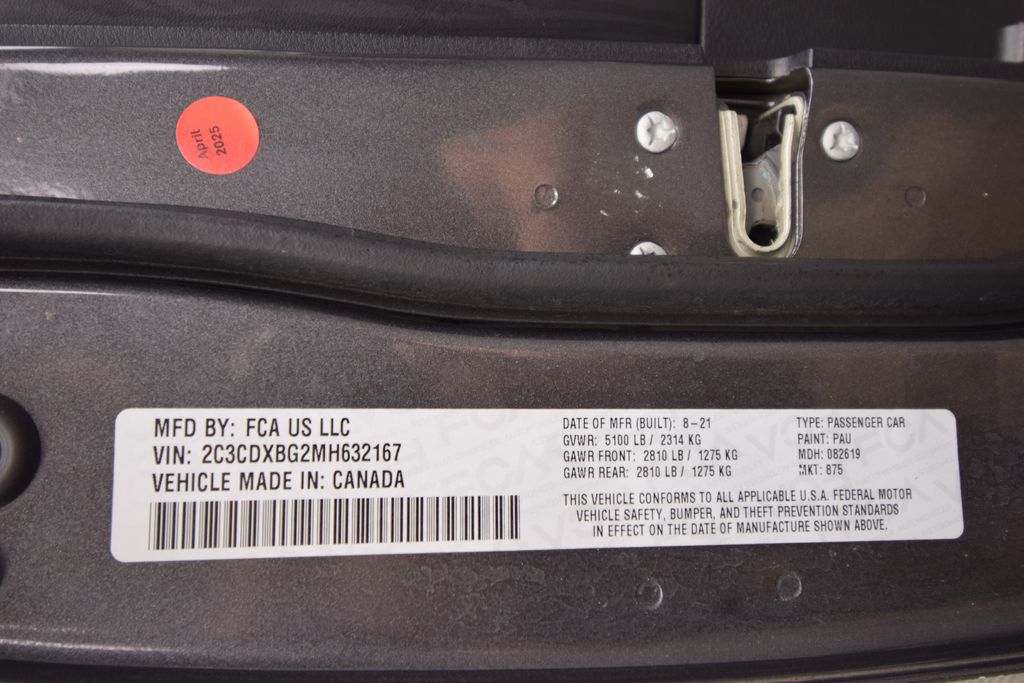 April
2025
MFD BY: FCA US LLC
VIN: 2C3CDXBG2MH632167
VEHICLE MADE IN: CANADA
DATE OF MFR (BUILT): 8-21
GVWR: 5100 LB / 2314 KG
GAWR FRONT: 2810 LB / 1275 KG
GAWR REAR: 2810 LB / 1275 KG
TYPE: PASSENGER CAR
PAINT: PAU
MDH: 082619
MKT: 875
THIS VEHICLE CONFORMS TO ALL APPLICABLE U.S.A. FEDERAL MOTOR
VEHICLE SAFETY, BUMPER, AND THEFT PREVENTION STANDARDS
IN EFFECT ON THE DATE OF MANUFACTURE SHOWN ABOVE.